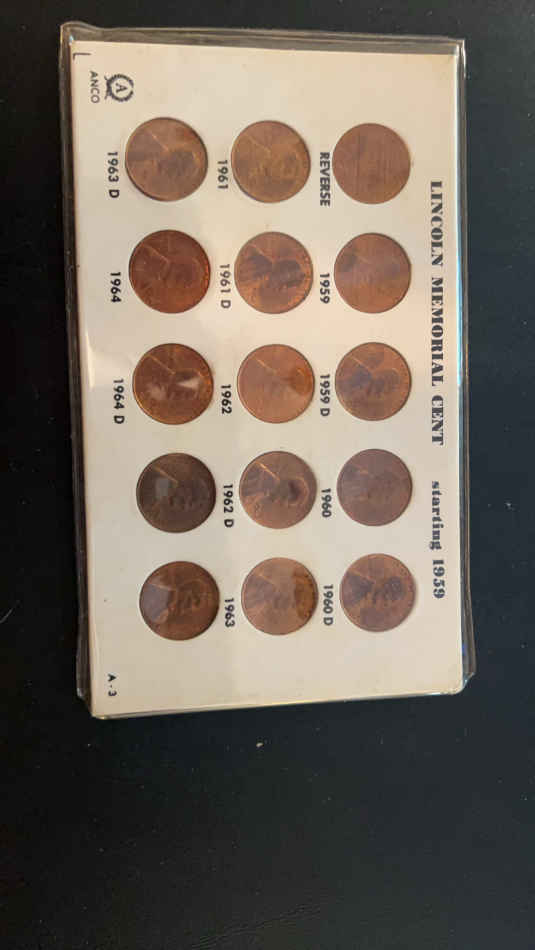 LINCOLN MEMORIAL CENT starting 1959
REVERSE 1959 1959 D 1960 1960 D
1961 1961 D 1962 1962 D 1963
1963 D 1964 1964 D
A
ANCO
A-3